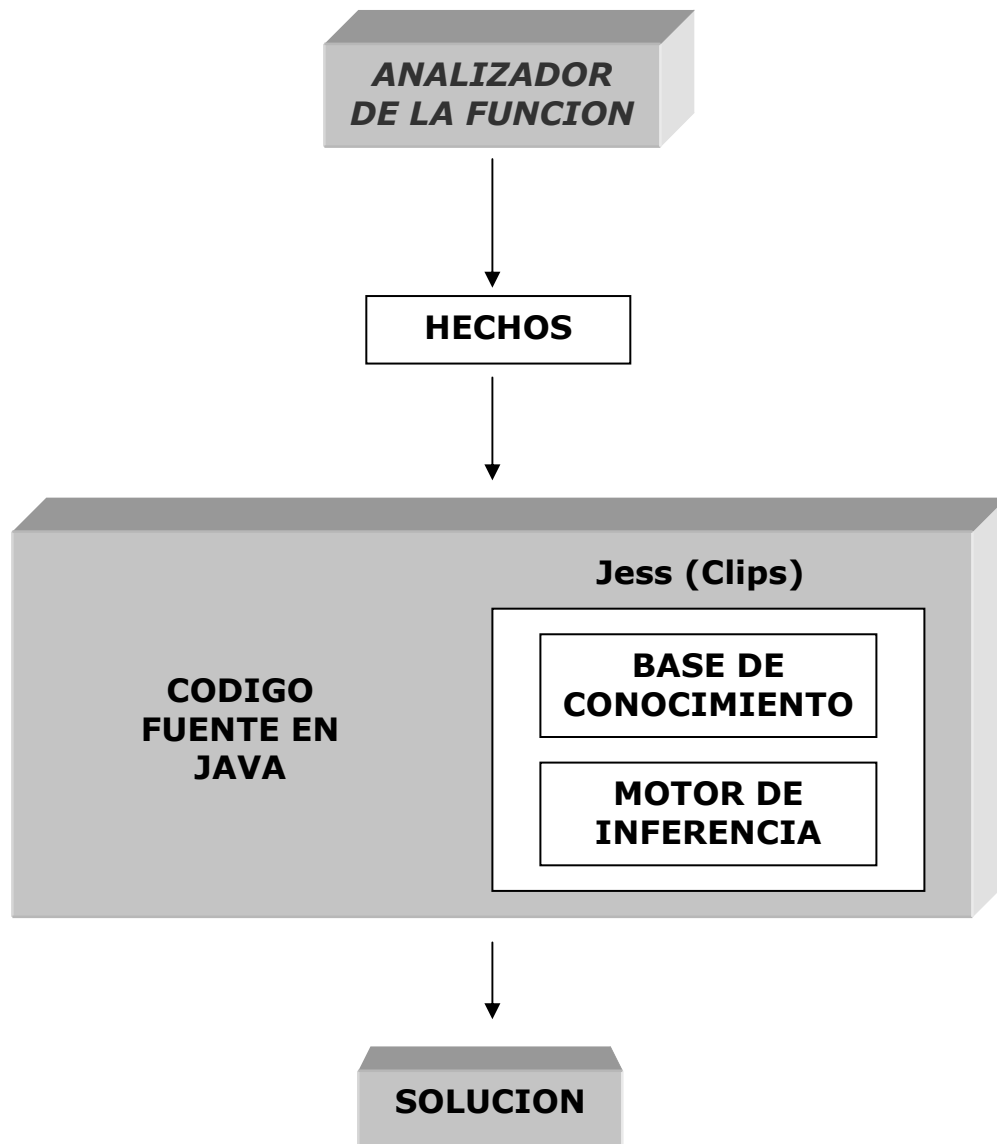 ANALIZADOR
DE LA FUNCION
HECHOS
Jess (Clips)
CODIGO
FUENTE EN
JAVA
BASE DE
CONOCIMIENTO
MOTOR DE
INFERENCIA
SOLUCION